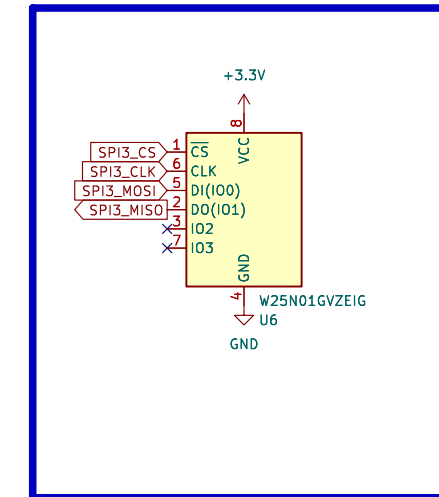 +3.3V
8
VCC
SPI3_CS 1 CS
SPI3_CLK 6 CLK
SPI3_MOSI 5 DI(IO0)
SPI3_MISO 2 DO(IO1)
3 IO2
7 IO3
GND
4
W25N01GVZEIG
U6
GND